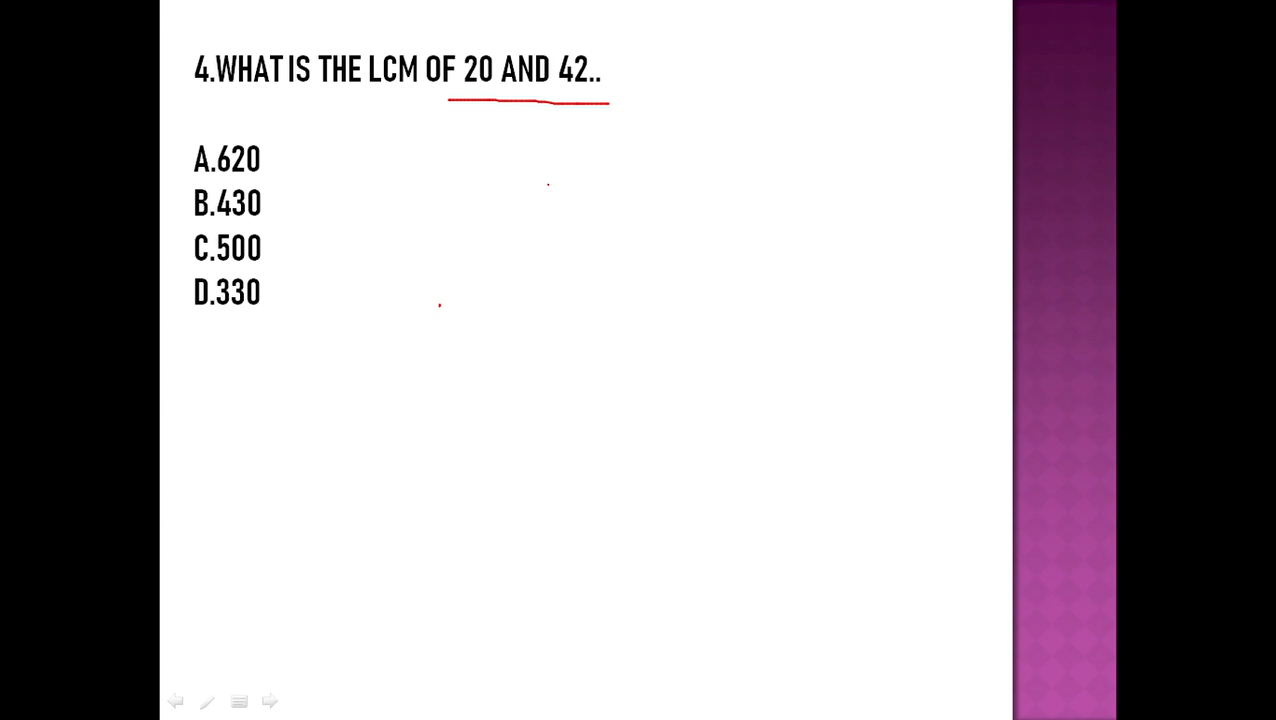 4.WHAT IS THE LCM OF 20 AND 42..
A.620
B.430
C.500
D.330